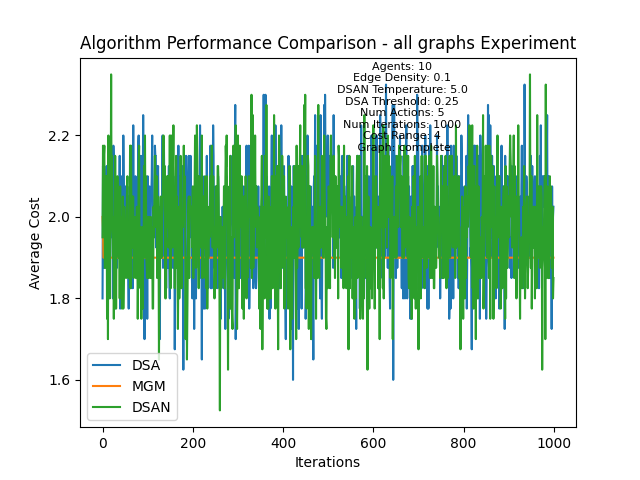 Algorithm Performance Comparison - all graphs Experiment
Agents: 10
Edge Density: 0.1
DSAN Temperature: 5.0
DSA Threshold: 0.25
Num Actions: 5
Num iterations: 1000
Cost Range: 4
Graph: complete
Average Cost
2.2
2.0
1.8
1.6
DSA
MGM
DSAN
0
200
400
600
800
1000
Iterations